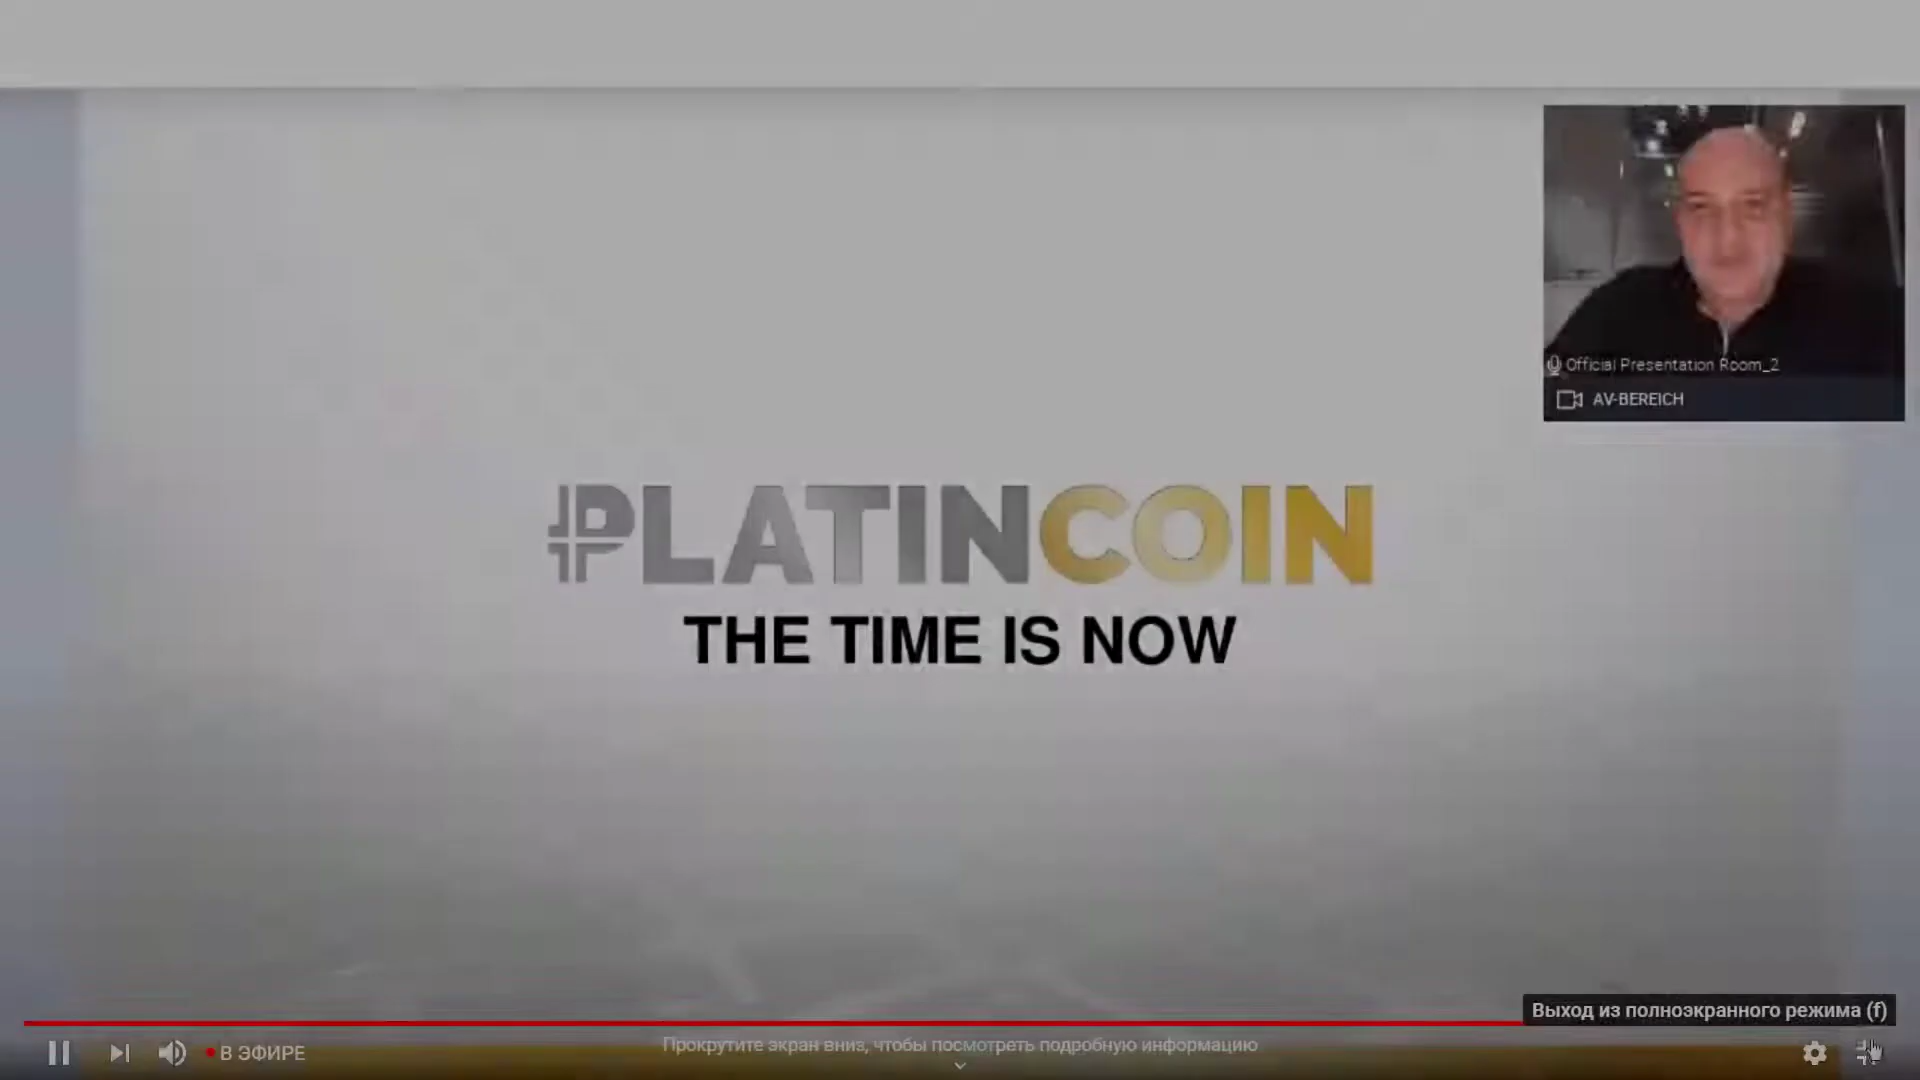 Official Presentation Room_2
AV-BEREICH
PLATINCOIN
THE TIME IS NOW
Выход из полноэкранного режима (f)
В ЭФИРЕ
Прокрутите экран вниз, чтобы посмотреть подробную информацию